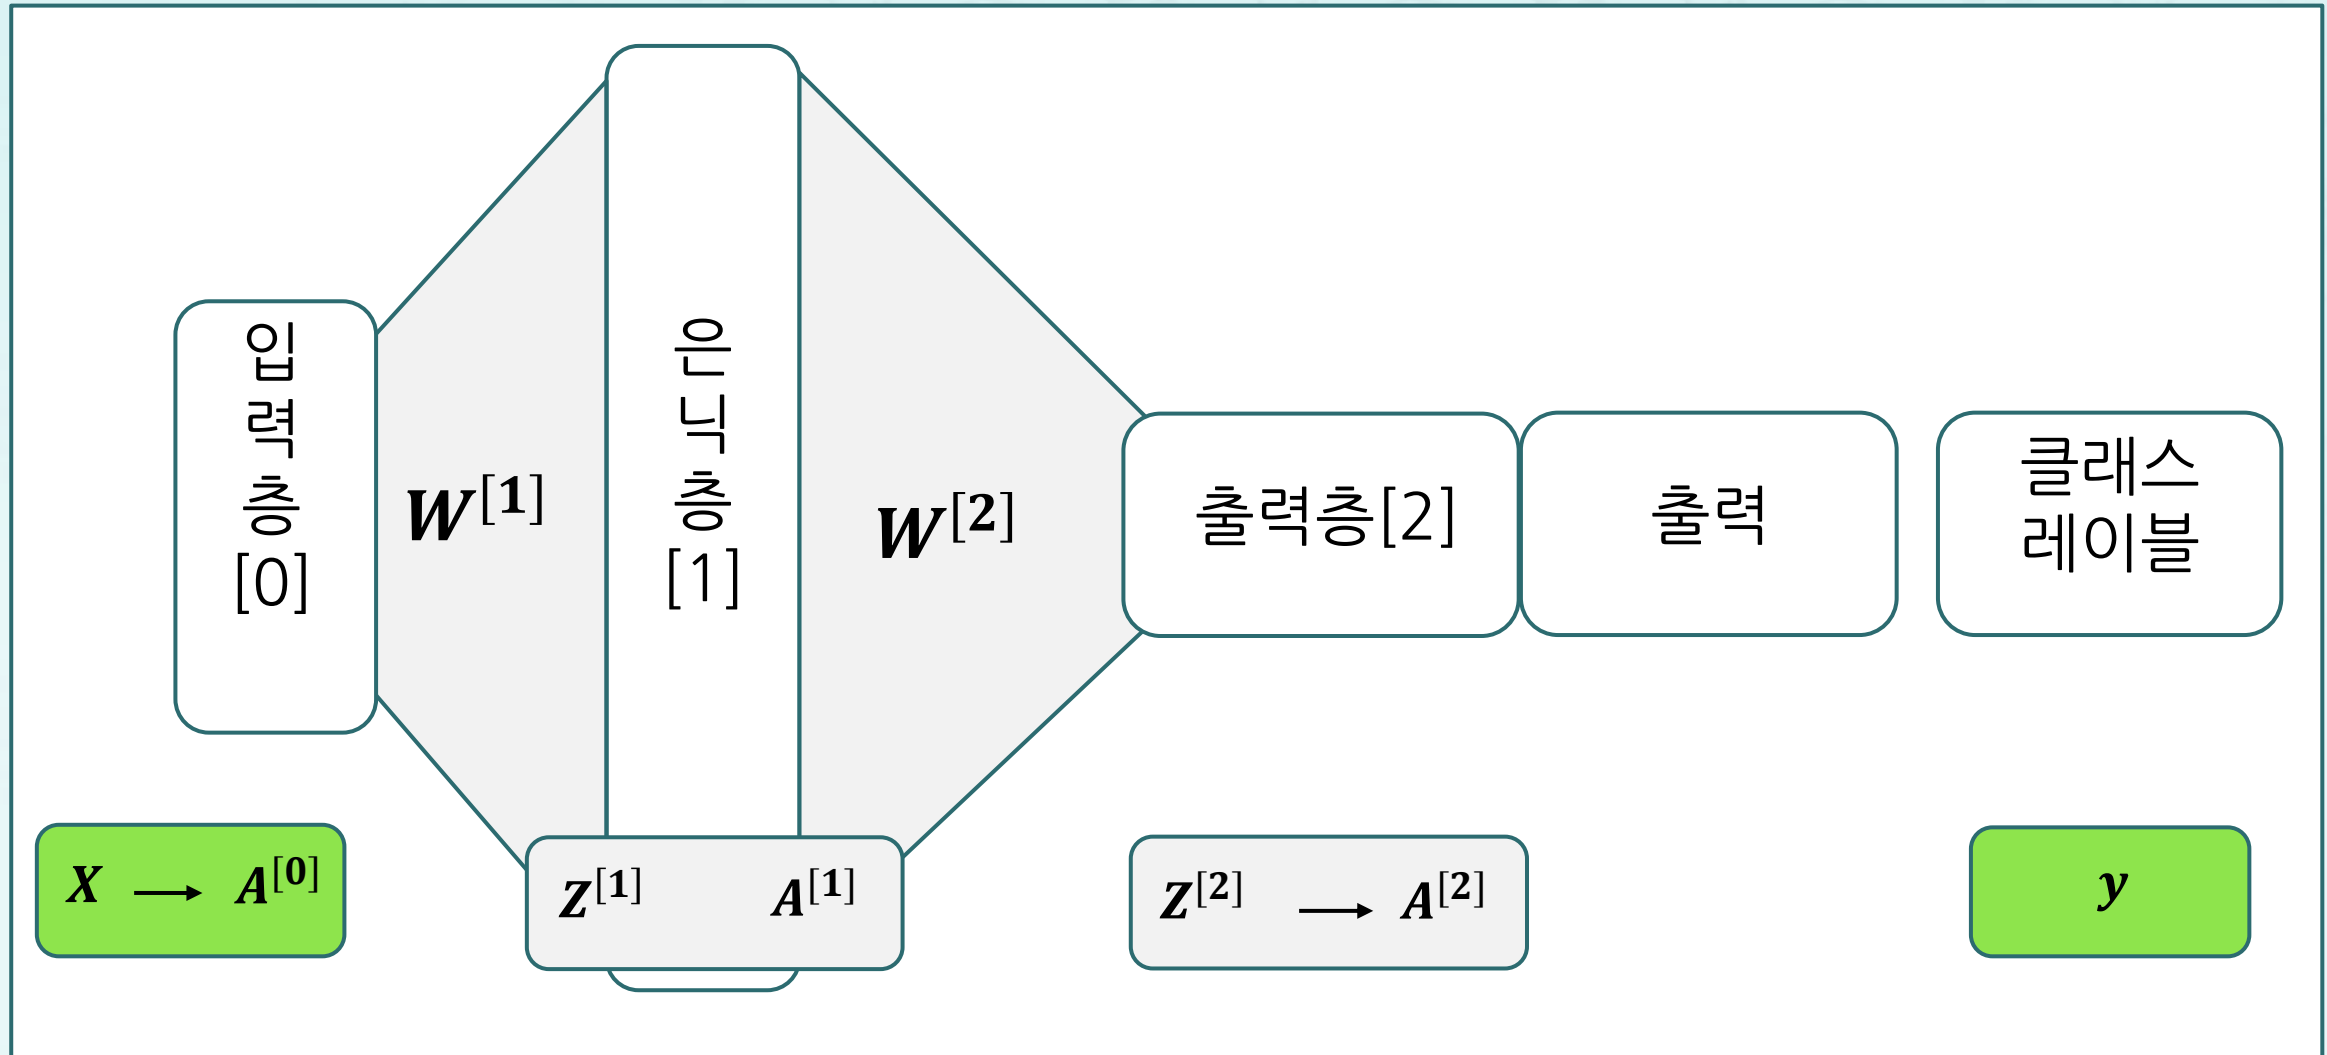 입
력
층
[0]
W^[1]
은
닉
층
[1]
W^[2]
출력층[2]
출력
클래스
레이블
X → A^[0]
Z^[1] A^[1]
Z^[2] → A^[2]
y